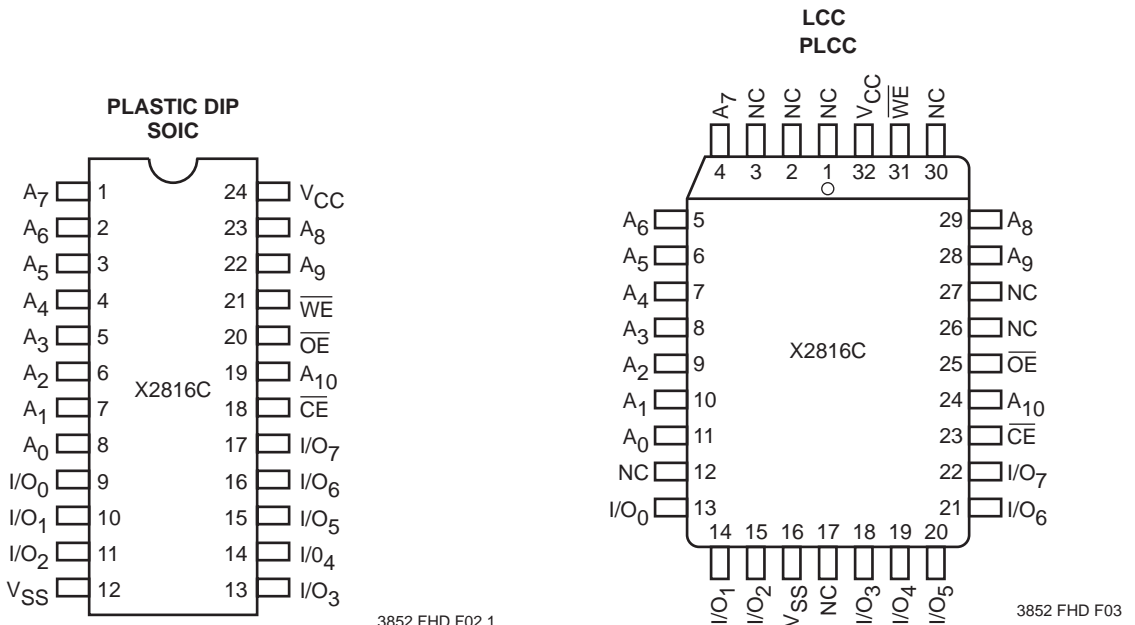 PLASTIC DIP
SOIC
A7 1 24 VCC
A6 2 23 A8
A5 3 22 A9
A4 4 21 WE
A3 5 20 OE
A2 6 19 A10
X2816C
A1 7 18 CE
A0 8 17 I/O7
I/O0 9 16 I/O6
I/O1 10 15 I/O5
I/O2 11 14 I/04
VSS 12 13 I/O3
3852 FHD F02.1
LCC
PLCC
A7 NC NC NC VCC WE NC
4 3 2 1 32 31 30
A6 5 29 A8
A5 6 28 A9
A4 7 27 NC
A3 8 26 NC
X2816C
A2 9 25 OE
A1 10 24 A10
A0 11 23 CE
NC 12 22 I/O7
I/O0 13 21 I/O6
14 15 16 17 18 19 20
I/O1 I/O2 VSS NC I/O3 I/O4 I/O5
3852 FHD F03